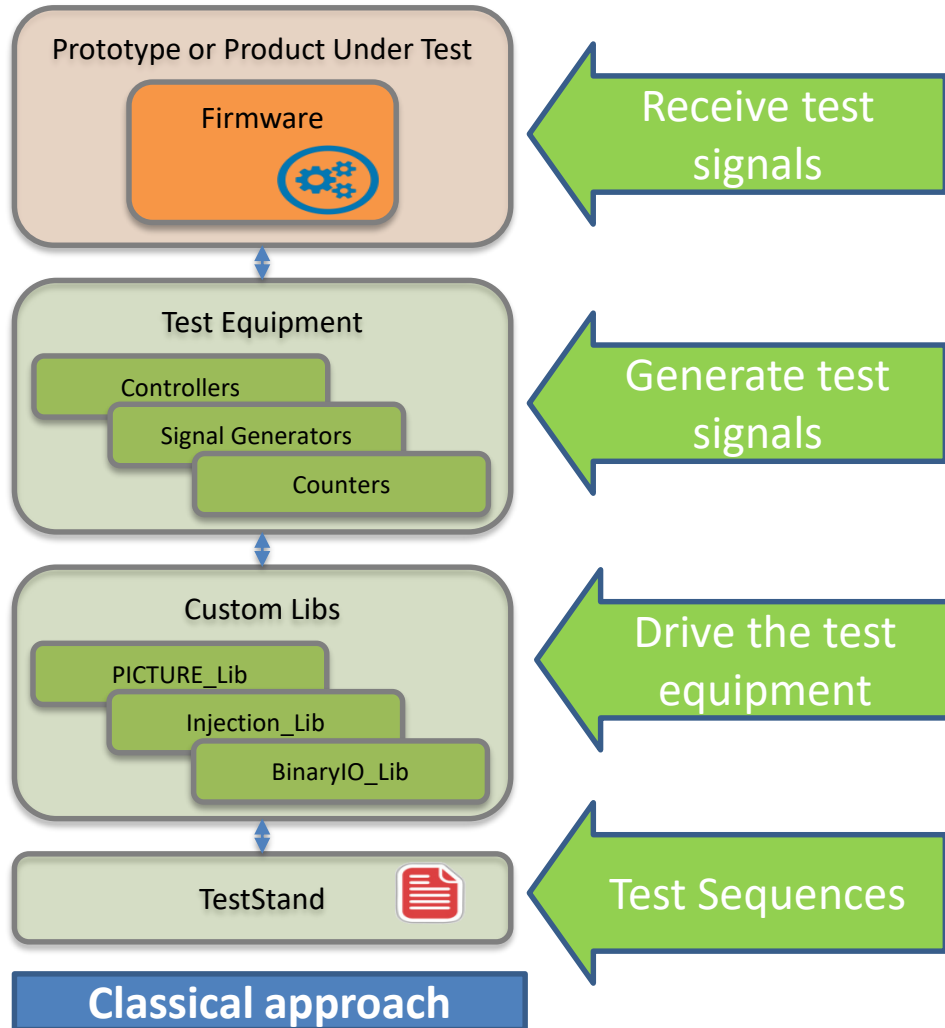 Prototype or Product Under Test
Firmware
Receive test
signals
Test Equipment
Controllers
Signal Generators
Counters
Generate test
signals
Custom Libs
PICTURE_Lib
Injection_Lib
BinaryIO_Lib
Drive the test
equipment
TestStand
Test Sequences
Classical approach